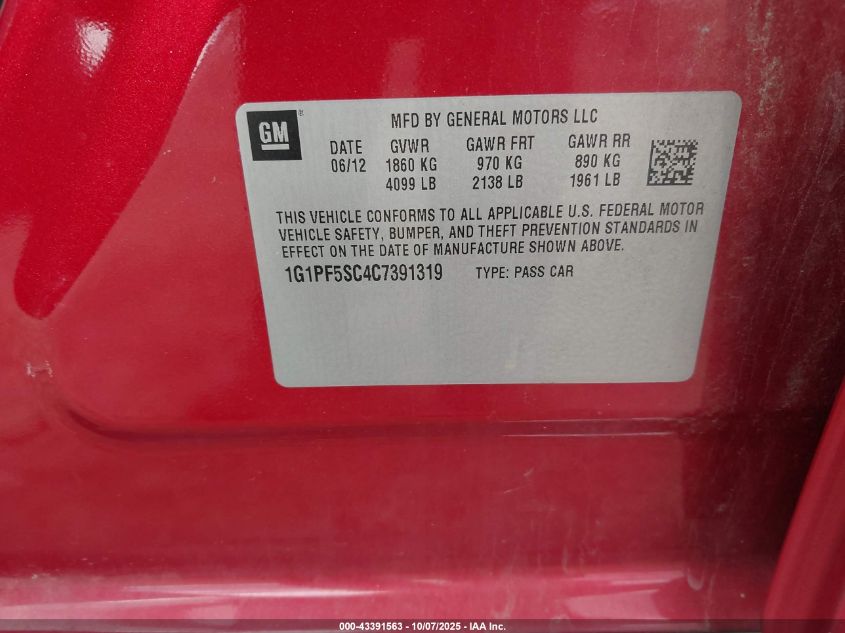 GM
MFD BY GENERAL MOTORS LLC
DATE GVWR GAWR FRT GAWR RR
06/12 1860 KG 970 KG 890 KG
4099 LB 2138 LB 1961 LB
THIS VEHICLE CONFORMS TO ALL APPLICABLE U.S. FEDERAL MOTOR
VEHICLE SAFETY, BUMPER, AND THEFT PREVENTION STANDARDS IN
EFFECT ON THE DATE OF MANUFACTURE SHOWN ABOVE.
1G1PF5SC4C7391319 TYPE: PASS CAR
000-43391563 - 10/07/2025 - IAA Inc.